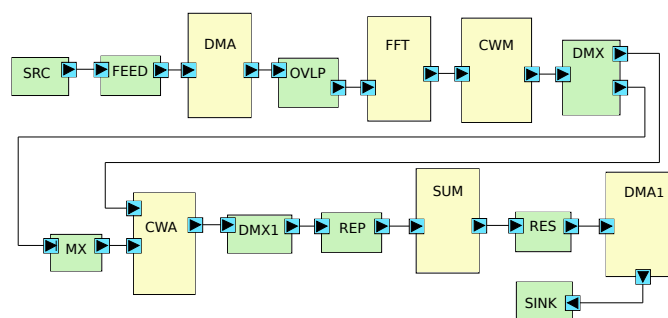 SRC
FEED
DMA
OVLP
FFT
CWM
DMX
MX
CWA
DMX1
REP
SUM
RES
DMA1
SINK